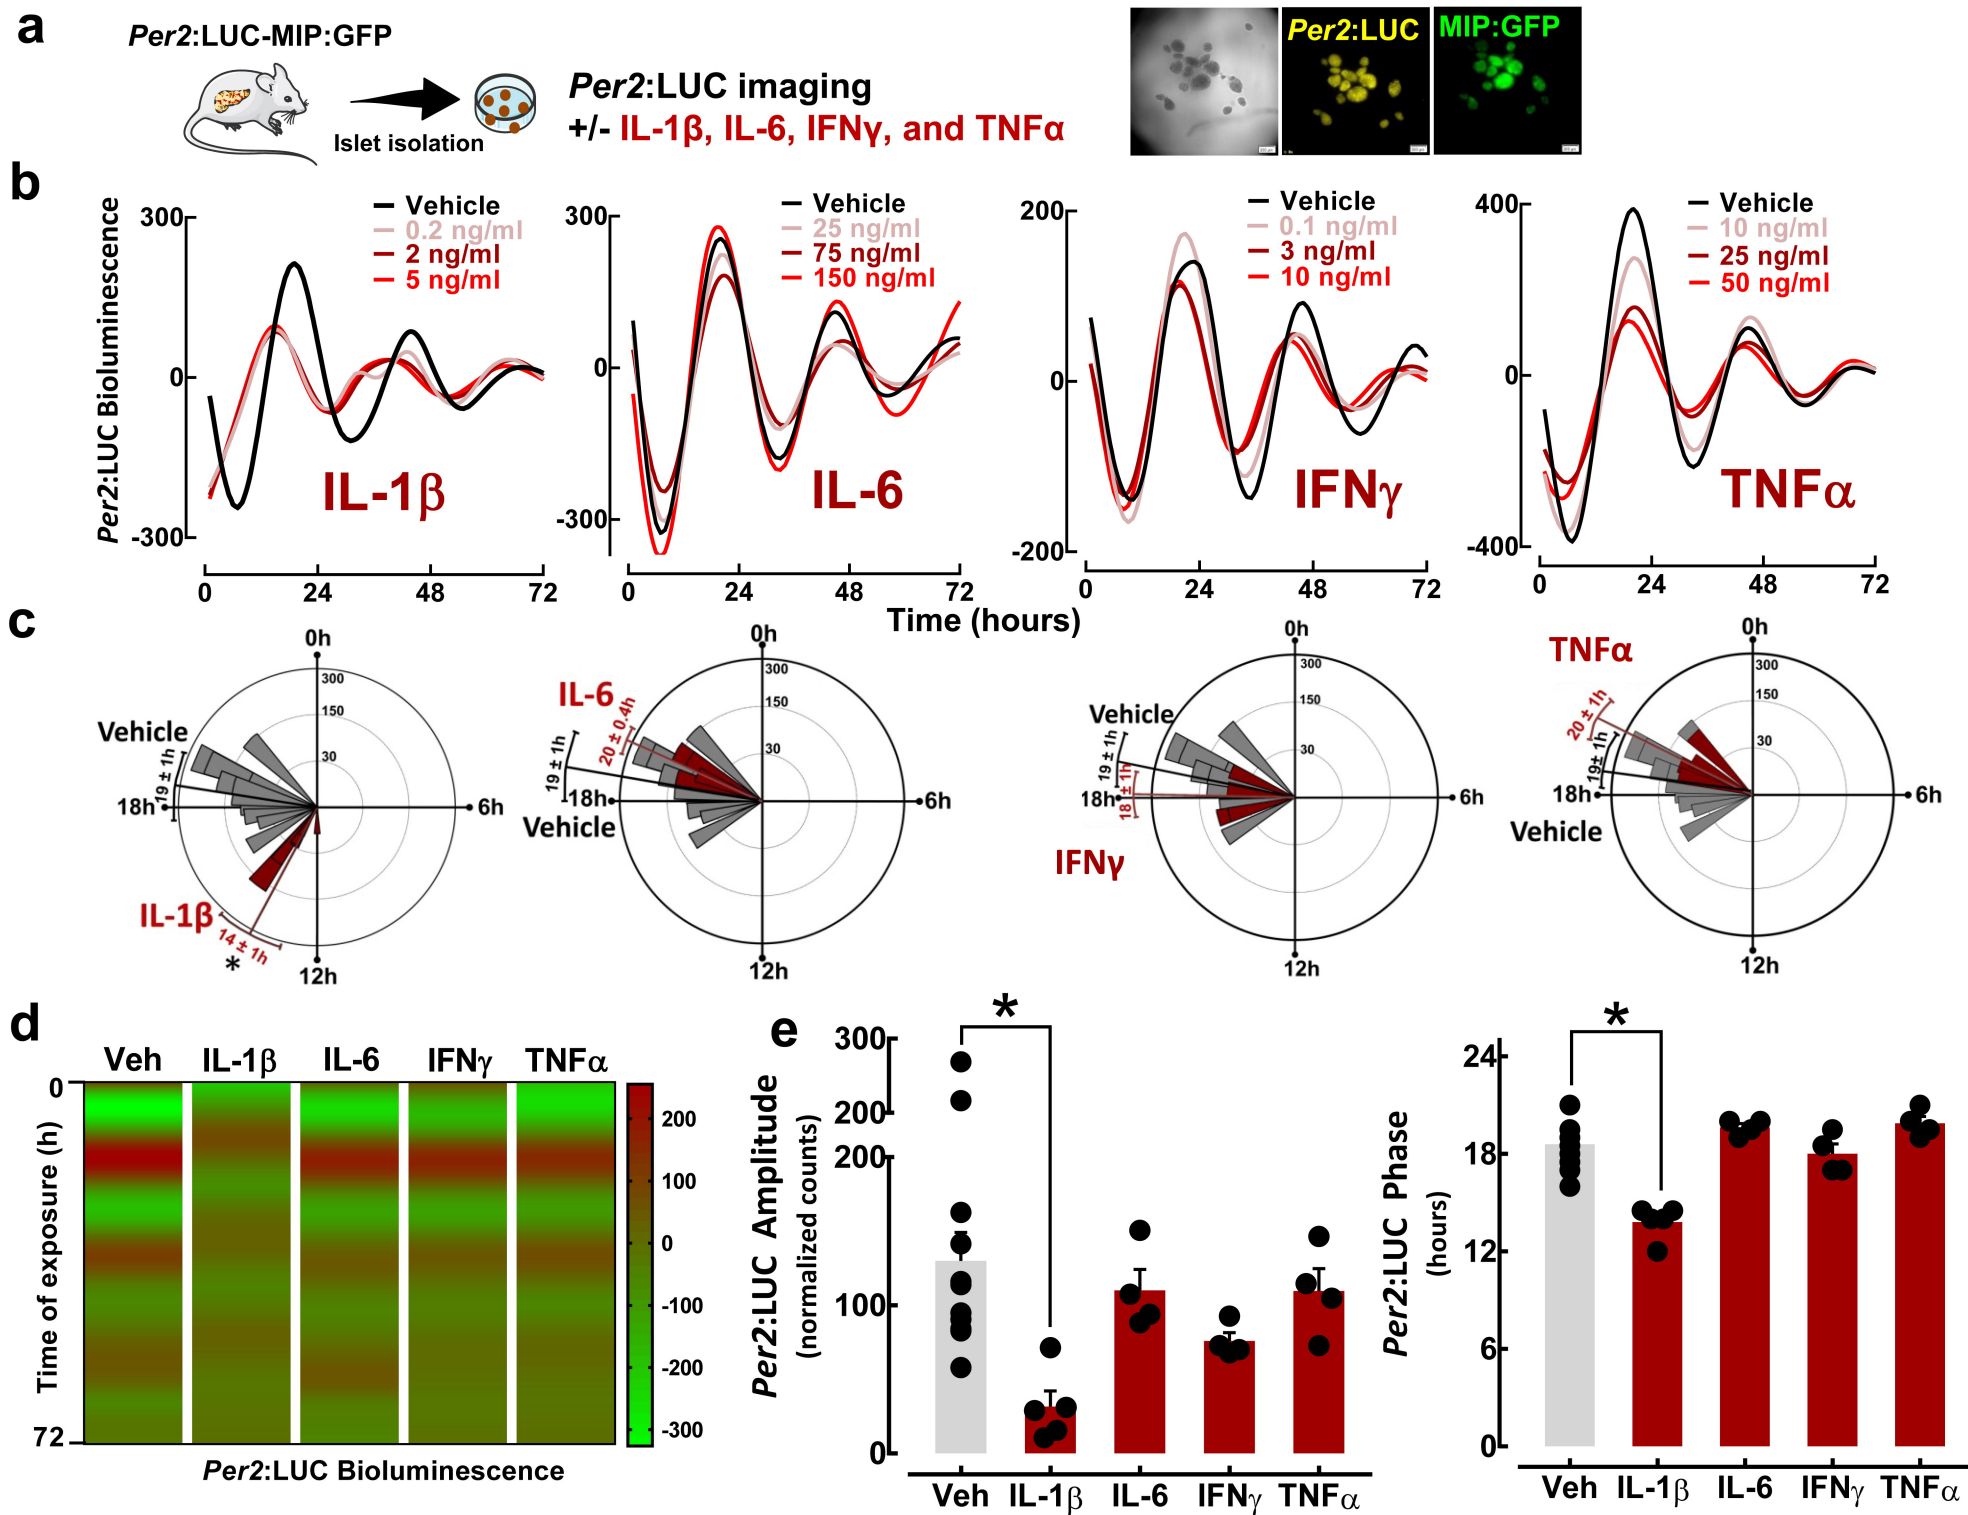 a
Per2:LUC-MIP:GFP
Islet isolation
Per2:LUC imaging
+/- IL-1β, IL-6, IFNγ, and TNFα
Per2:LUC
MIP:GFP
b
Per2:LUC Bioluminescence
300
0
-300
Vehicle
0.2 ng/ml
2 ng/ml
5 ng/ml
IL-1β
0 24 48 72
300
0
-300
Vehicle
25 ng/ml
75 ng/ml
150 ng/ml
IL-6
0 24 48 72
200
0
-200
Vehicle
0.1 ng/ml
3 ng/ml
10 ng/ml
IFNγ
0 24 48 72
400
0
-400
Vehicle
10 ng/ml
25 ng/ml
50 ng/ml
TNFα
0 24 48 72
Time (hours)
c
0h
300
150
30
Vehicle
19 ± 1h
18h
6h
IL-1β
14 ± 1h
*
12h
0h
300
150
30
IL-6
20 ± 0.4h
19 ± 1h
18h
6h
Vehicle
12h
0h
300
150
30
Vehicle
19 ± 1h
18h
18 ± 1h
6h
IFNγ
12h
0h
300
150
30
TNFα
20 ± 1h
19 ± 1h
18h
6h
Vehicle
12h
d
Veh IL-1β IL-6 IFNγ TNFα
Time of exposure (h)
0
72
200
100
0
-100
-200
-300
Per2:LUC Bioluminescence
e
Per2:LUC Amplitude
(normalized counts)
300
200
200
100
0
*
Veh IL-1β IL-6 IFNγ TNFα
Per2:LUC Phase
(hours)
24
18
12
6
0
*
Veh IL-1β IL-6 IFNγ TNFα